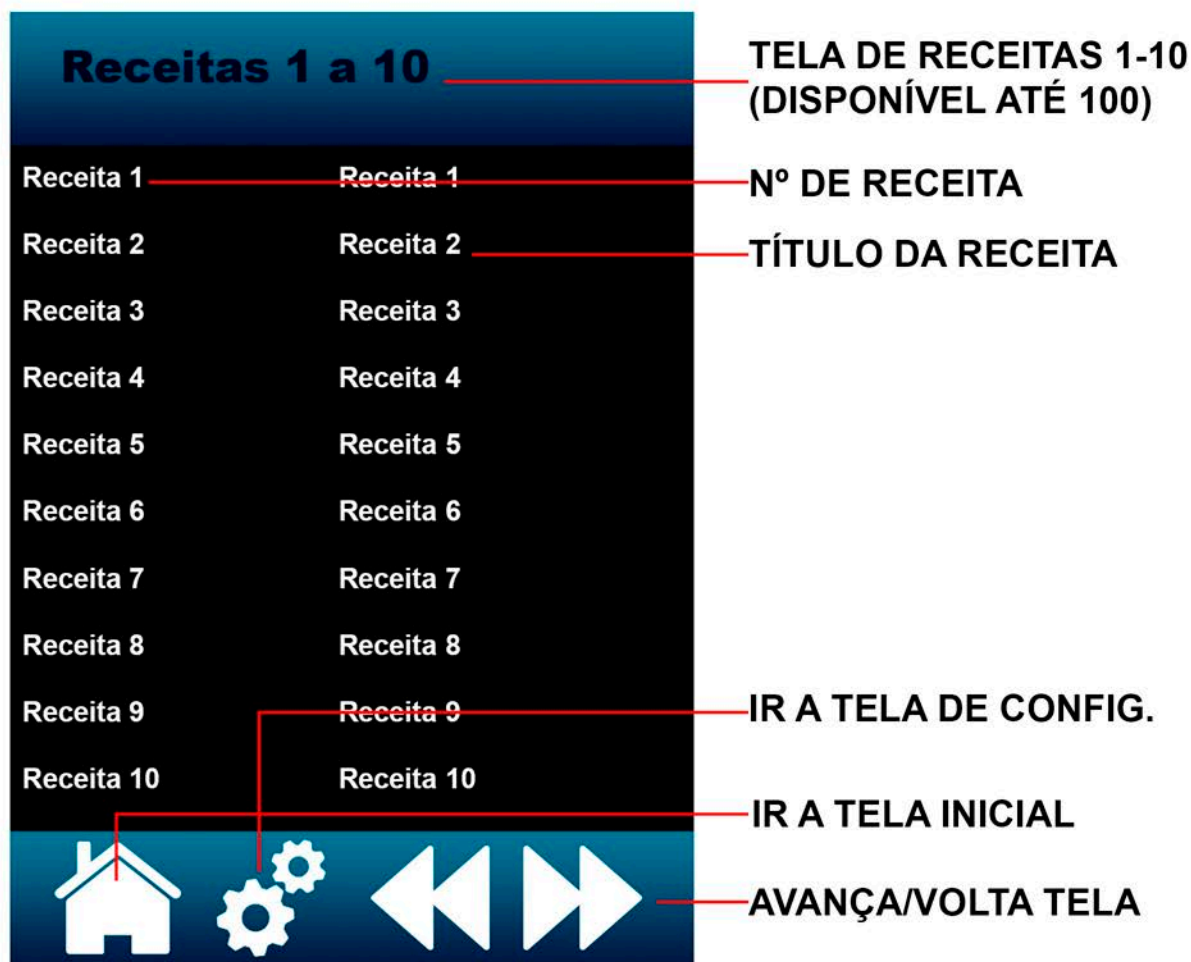 Receitas 1 a 10
TELA DE RECEITAS 1-10
(DISPONÍVEL ATÉ 100)
Receita 1 Receita 1
Nº DE RECEITA
Receita 2 Receita 2
TÍTULO DA RECEITA
Receita 3 Receita 3
Receita 4 Receita 4
Receita 5 Receita 5
Receita 6 Receita 6
Receita 7 Receita 7
Receita 8 Receita 8
Receita 9 Receita 9
IR A TELA DE CONFIG.
Receita 10 Receita 10
IR A TELA INICIAL
AVANÇA/VOLTA TELA